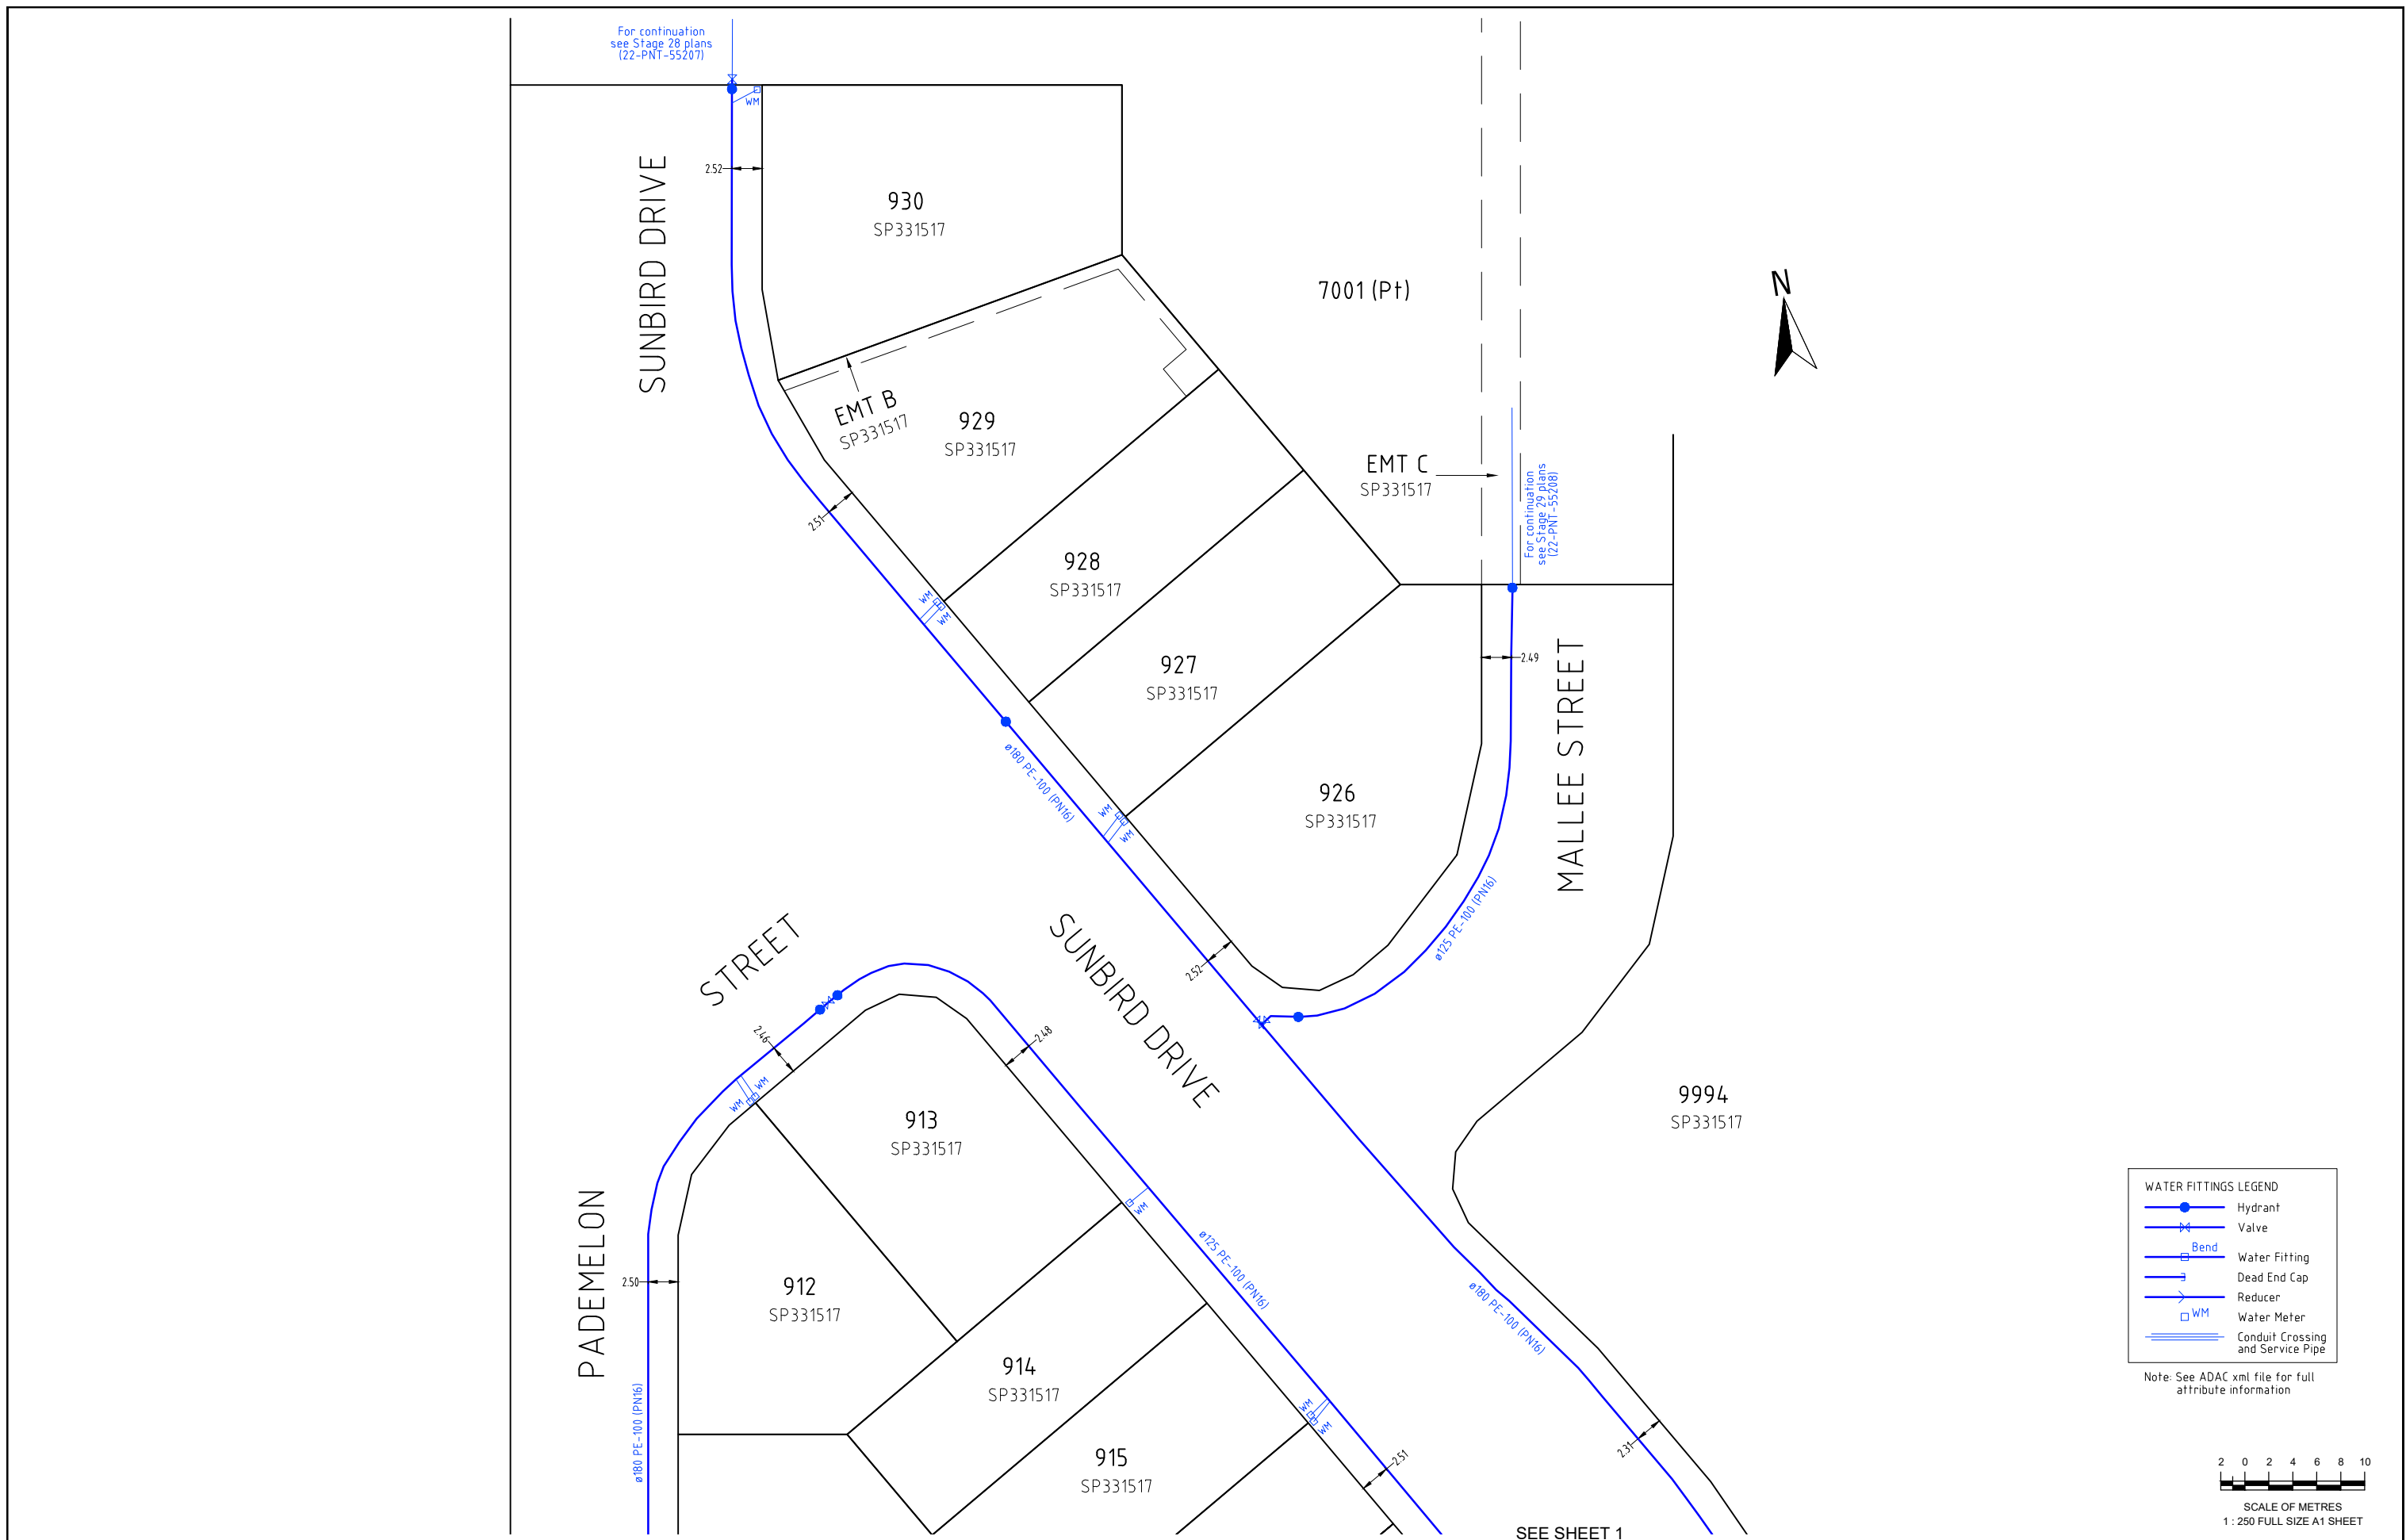 For continuation
see Stage 28 plans
(22-PNT-55207)
WM
2.52
SUNBIRD DRIVE
930
SP331517
7001 (Pt)
N
EMT B
SP331517
929
SP331517
EMT C
SP331517
For continuation
see Stage 29 plans
(22-PNT-55208)
2.51
928
SP331517
WM
WM
927
SP331517
2.49
MALLEE STREET
ø180 PE-100 (PN16)
926
SP331517
WM
WM
ø125 PE-100 (PN16)
STREET
SUNBIRD DRIVE
2.52
2.46
2.48
WM
WM
913
SP331517
9994
SP331517
PADEMELON
WM
ø125 PE-100 (PN16)
2.50
912
SP331517
ø180 PE-100 (PN16)
914
SP331517
ø180 PE-100 (PN16)
WM
WM
915
SP331517
2.51
2.31
WATER FITTINGS LEGEND
Hydrant
Valve
Bend
Water Fitting
Dead End Cap
Reducer
WM
Water Meter
Conduit Crossing
and Service Pipe
Note: See ADAC xml file for full
attribute information
2 0 2 4 6 8 10
SCALE OF METRES
1 : 250 FULL SIZE A1 SHEET
SEE SHEET 1